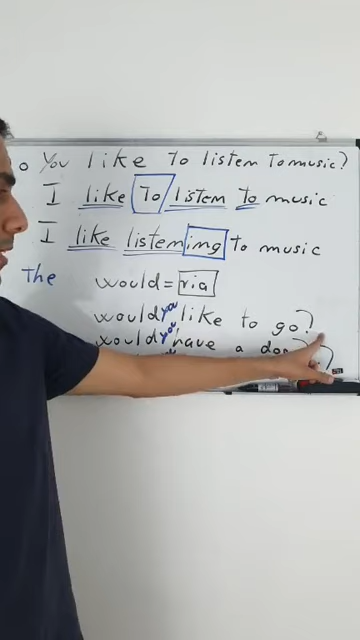 o You like To listen To music?
I like To listen to music
I like listening To music
The would = ria
would you like to go?
would you have a dog?